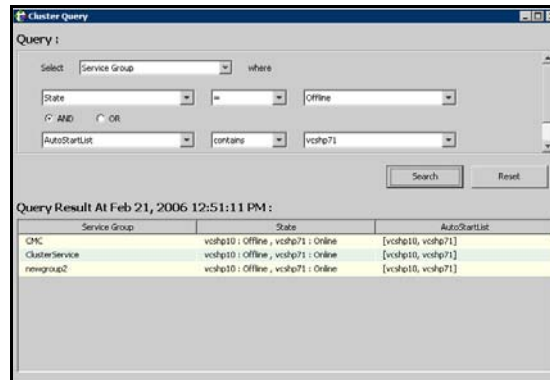 Cluster Query
Query :
Select Service Group where
State = Offline
AND OR
AutoStartList contains vcshp71
Search Reset
Query Result At Feb 21, 2006 12:51:11 PM :
Service Group State AutoStartList
CMC vcshp10 : Offline , vcshp71 : Online [vcshp10, vcshp71]
ClusterService vcshp10 : Offline , vcshp71 : Online [vcshp10, vcshp71]
newgroup2 vcshp10 : Offline , vcshp71 : Online [vcshp10, vcshp71]